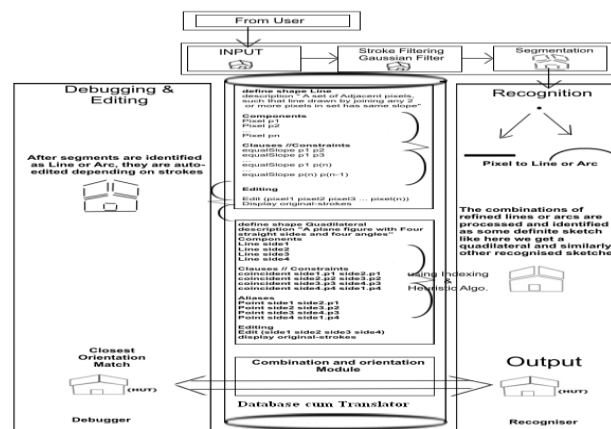 From User
INPUT
Stroke Filtering
Gaussian Filter
Segmentation
Debugging &
Editing
After segments are identified
as Line or Arc, they are auto-
edited depending on strokes
Closest
Orientation
Match
(HUT)
Debugger
define shape Line
description " A set of Adjacent pixels,
such that line drawn by joining any 2
or more pixels in set has same slope"
Components
Pixel p1
Pixel p2
..
Pixel pn
Clauses //Constraints
equalSlope p1 p2
equalSlope p1 p3
...
equalSlope p1 p(n)
...
equalSlope p(n) p(n-1)
Editing
Edit (pixel1 pixel2 pixel3 ... pixel(n))
Display original-strokes
define shape Quadilateral
description "A plane figure with Four
straight sides and four angles"
Components
Line side1
Line side2
Line side3
Line side4
Clauses // Constraints
coincident side1.p1 side2.p1
coincident side2.p2 side3.p2
coincident side3.p3 side4.p3
coincident side4.p4 side1.p4
Aliases
Point side1 side2.p1
Point side2 side3.p2
Point side3 side4.p3
Point side4 side1.p4
Editing
Edit (side1 side2 side3 side4)
display original-strokes
Combination and orientation
Module
Database cum Translator
Recognition
Pixel to Line or Arc
The combinations of
refined lines or arcs are
processed and identified
as some definite sketch
like here we get a
quadilateral and similarly
other recognised sketches
using Indexing
&
Heuristic Algo.
Output
(HUT)
Recogniser